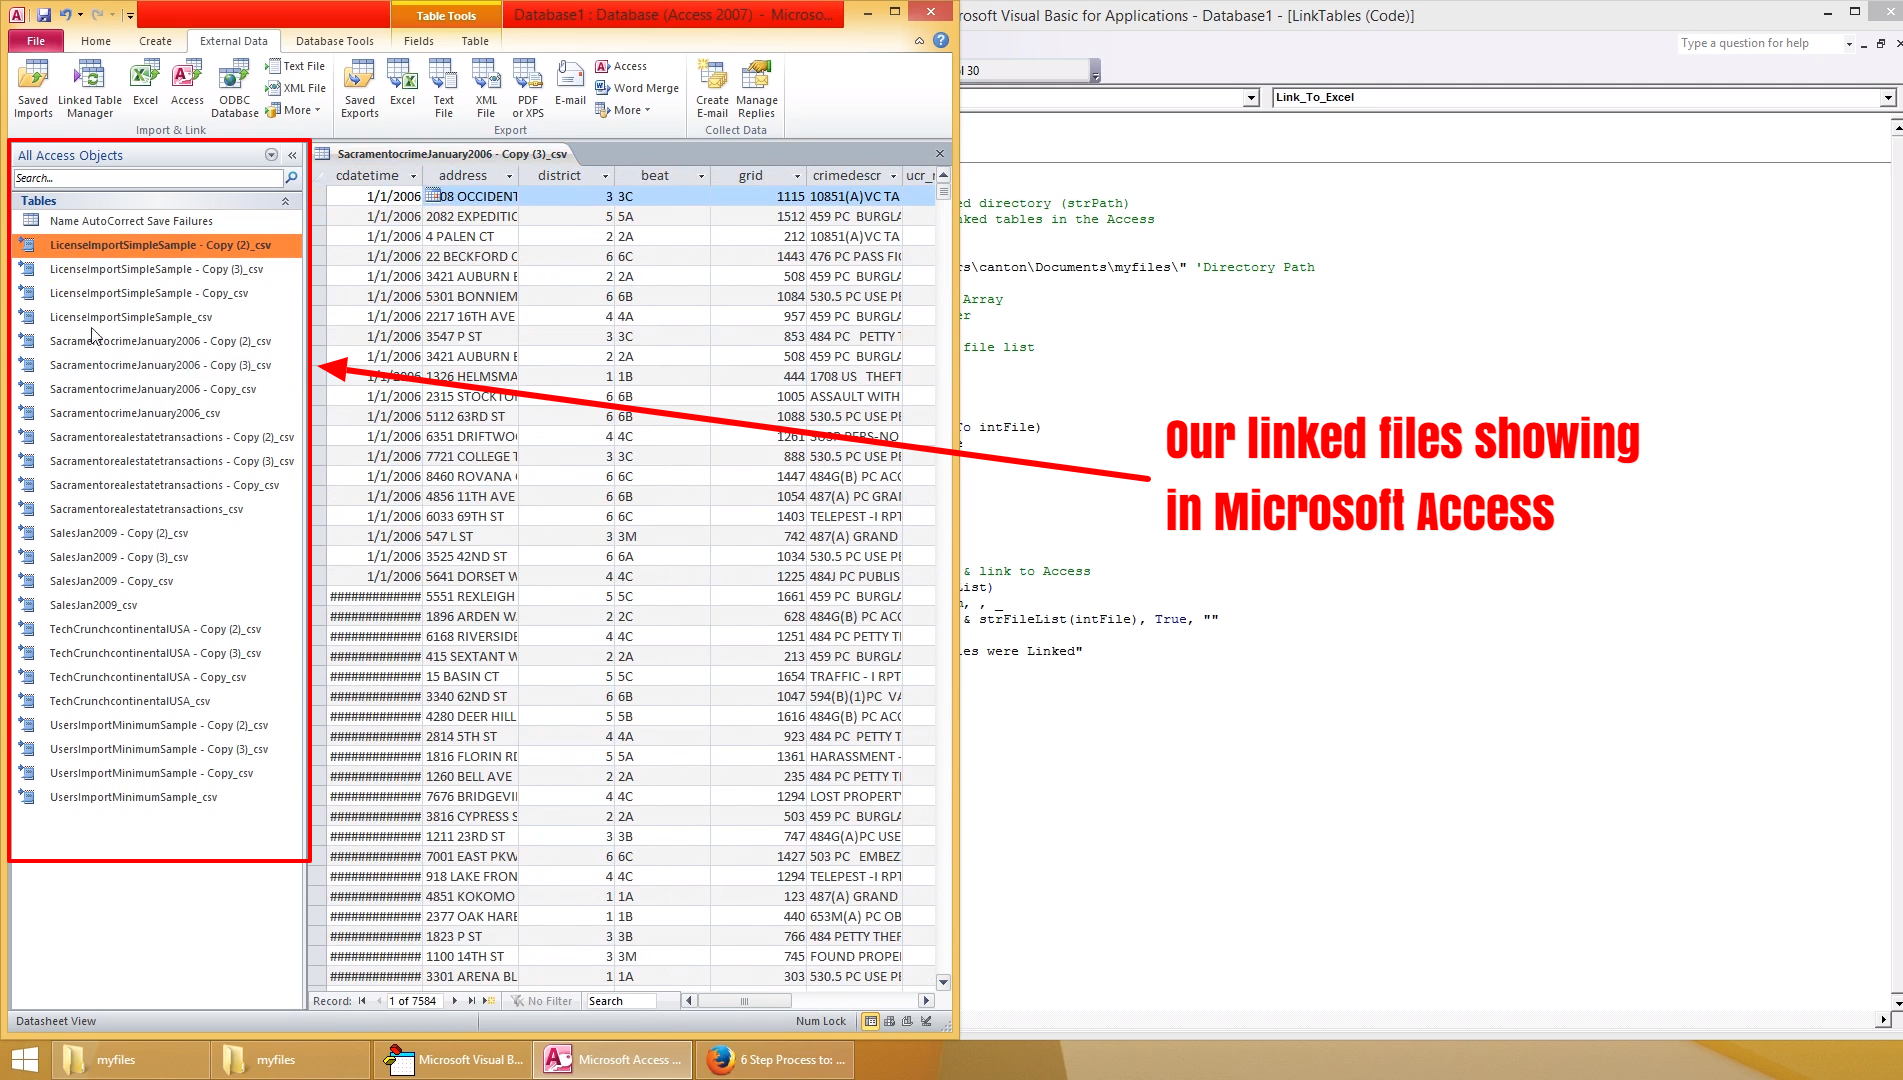 Table Tools
Database1 : Database (Access 2007) - Microso...
File Home Create External Data Database Tools Fields Table
Saved Imports
Linked Table Manager
Excel
Access
ODBC Database
Text File
XML File
More
Import & Link
Saved Exports
Excel
Text File
XML File
PDF or XPS
E-mail
Access
Word Merge
More
Export
Create E-mail
Manage Replies
Collect Data
All Access Objects
Search...
Tables
Name AutoCorrect Save Failures
LicenseImportSimpleSample - Copy (2)_csv
LicenseImportSimpleSample - Copy (3)_csv
LicenseImportSimpleSample - Copy_csv
LicenseImportSimpleSample_csv
SacramentocrimeJanuary2006 - Copy (2)_csv
SacramentocrimeJanuary2006 - Copy (3)_csv
SacramentocrimeJanuary2006 - Copy_csv
SacramentocrimeJanuary2006_csv
Sacramentorealestatetransactions - Copy (2)_csv
Sacramentorealestatetransactions - Copy (3)_csv
Sacramentorealestatetransactions - Copy_csv
Sacramentorealestatetransactions_csv
SalesJan2009 - Copy (2)_csv
SalesJan2009 - Copy (3)_csv
SalesJan2009 - Copy_csv
SalesJan2009_csv
TechCrunchcontinentalUSA - Copy (2)_csv
TechCrunchcontinentalUSA - Copy (3)_csv
TechCrunchcontinentalUSA - Copy_csv
TechCrunchcontinentalUSA_csv
UsersImportMinimumSample - Copy (2)_csv
UsersImportMinimumSample - Copy (3)_csv
UsersImportMinimumSample - Copy_csv
UsersImportMinimumSample_csv
SacramentocrimeJanuary2006 - Copy (3)_csv
cdatetime address district beat grid crimedescr ucr_r
1/1/2006 08 OCCIDENT 3 3C 1115 10851(A)VC TA
1/1/2006 2082 EXPEDITIO 5 5A 1512 459 PC BURGLA
1/1/2006 4 PALEN CT 2 2A 212 10851(A)VC TA
1/1/2006 22 BECKFORD C 6 6C 1443 476 PC PASS FIC
1/1/2006 3421 AUBURN B 2 2A 508 459 PC BURGLA
1/1/2006 5301 BONNIEM 6 6B 1084 530.5 PC USE PE
1/1/2006 2217 16TH AVE 4 4A 957 459 PC BURGLA
1/1/2006 3547 P ST 3 3C 853 484 PC PETTY T
1/1/2006 3421 AUBURN B 2 2A 508 459 PC BURGLA
1/1/2006 1326 HELMSMA 1 1B 444 1708 US THEFT
1/1/2006 2315 STOCKTO 6 6B 1005 ASSAULT WITH
1/1/2006 5112 63RD ST 6 6B 1088 530.5 PC USE PE
1/1/2006 6351 DRIFTWO 4 4C 1261 SUSP PERS-NO
1/1/2006 7721 COLLEGE T 3 3C 888 530.5 PC USE PE
1/1/2006 8460 ROVANA 6 6C 1447 484G(B) PC ACC
1/1/2006 4856 11TH AVE 6 6B 1054 487(A) PC GRAN
1/1/2006 6033 69TH ST 6 6C 1403 TELEPEST -I RPT
1/1/2006 547 L ST 3 3M 742 487(A) GRAND
1/1/2006 3525 42ND ST 6 6A 1034 530.5 PC USE PE
1/1/2006 5641 DORSET W 4 4C 1225 484J PC PUBLIS
############# 5551 REXLEIGH 5 5C 1661 459 PC BURGLA
############# 1896 ARDEN W. 2 2C 628 484G(B) PC ACC
############# 6168 RIVERSIDE 4 4C 1251 484 PC PETTY TI
############# 415 SEXTANT W 2 2A 213 459 PC BURGLA
############# 15 BASIN CT 5 5C 1654 TRAFFIC - I RPT
############# 3340 62ND ST 6 6B 1047 594(B)(1)PC VA
############# 4280 DEER HILL 5 5B 1616 484G(B) PC ACC
############# 2814 5TH ST 4 4A 923 484 PC PETTY T
############# 1816 FLORIN RD 5 5A 1361 HARASSMENT -
############# 1260 BELL AVE 2 2A 235 484 PC PETTY TI
############# 7676 BRIDGEVI 4 4C 1294 LOST PROPERTY
############# 3816 CYPRESS S 2 2A 503 459 PC BURGLA
############# 1211 23RD ST 3 3B 747 484G(A)PC USE
############# 7001 EAST PKW 6 6C 1427 503 PC EMBEZ
############# 918 LAKE FRON 4 4C 1294 TELEPEST -I RPT
############# 4851 KOKOMO 1 1A 123 487(A) GRAND
############# 2377 OAK HARB 1 1B 440 653M(A) PC OB
############# 1823 P ST 3 3B 766 484 PETTY THEF
############# 1100 14TH ST 3 3M 745 FOUND PROPE
############# 3301 ARENA BL 1 1A 303 530.5 PC USE PE
Record: 1 of 7584 No Filter Search
Datasheet View
Num Lock
rosoft Visual Basic for Applications - Database1 - [LinkTables (Code)]
Type a question for help
l 30
Link_To_Excel
ed directory (strPath)
nked tables in the Access
rs\canton\Documents\myfiles\" 'Directory Path
Array
er
file list
To intFile)
& link to Access
List)
m, , _
& strFileList(intFile), True, ""
les were Linked"
Our linked files showing
in Microsoft Access
myfiles
myfiles
Microsoft Visual B...
Microsoft Access ...
6 Step Process to: ...